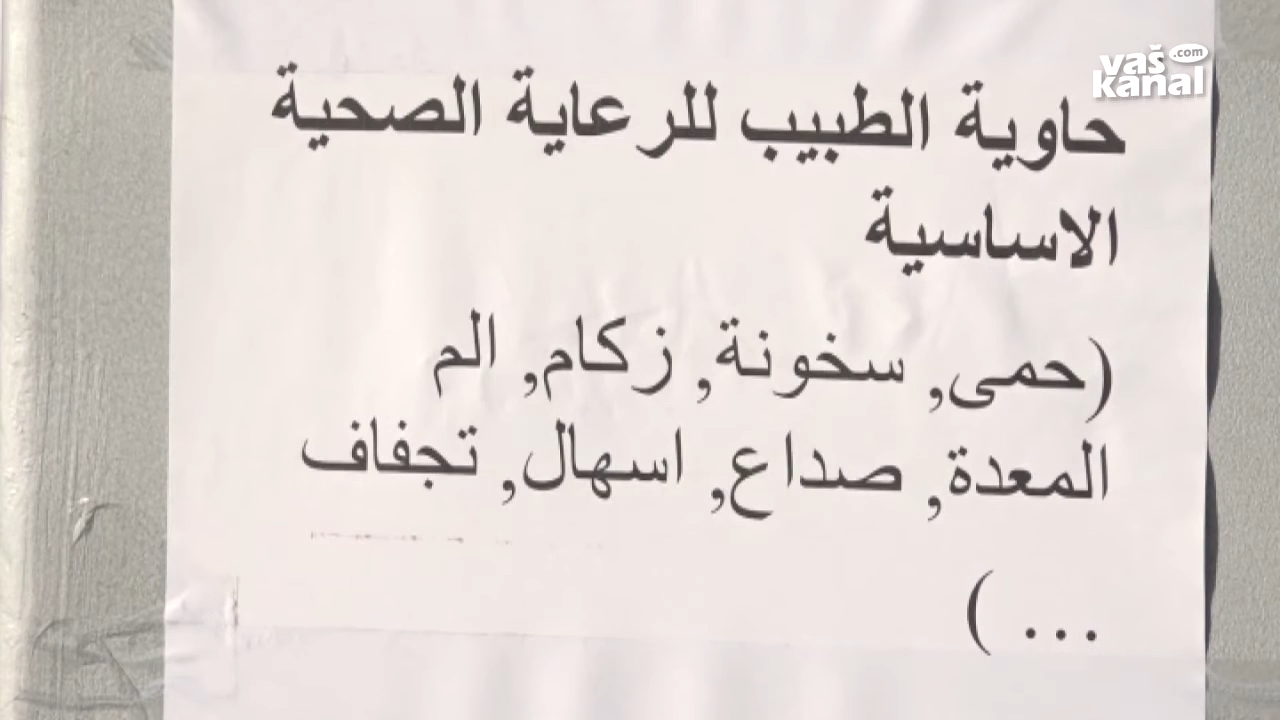 vaš
kanal
.com
حاوية الطبيب للرعاية الصحية
الاساسية
(حمى, سخونة, زكام, الم
المعدة, صداع, اسهال, تجفاف
... )